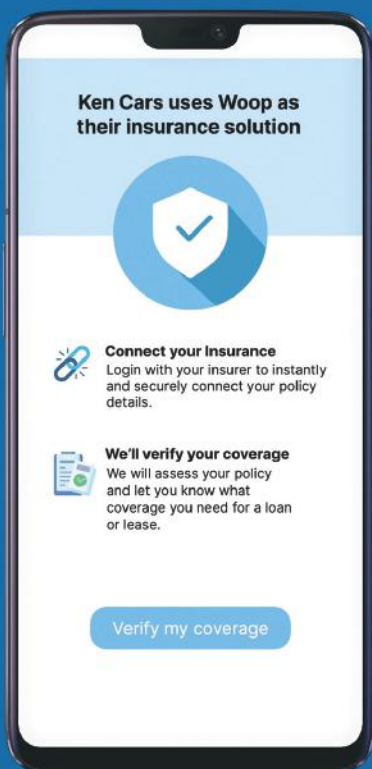 Ken Cars uses Woop as
their insurance solution
Connect your Insurance
Login with your insurer to instantly
and securely connect your policy
details.
We'll verify your coverage
We will assess your policy
and let you know what
coverage you need for a loan
or lease.
Verify my coverage